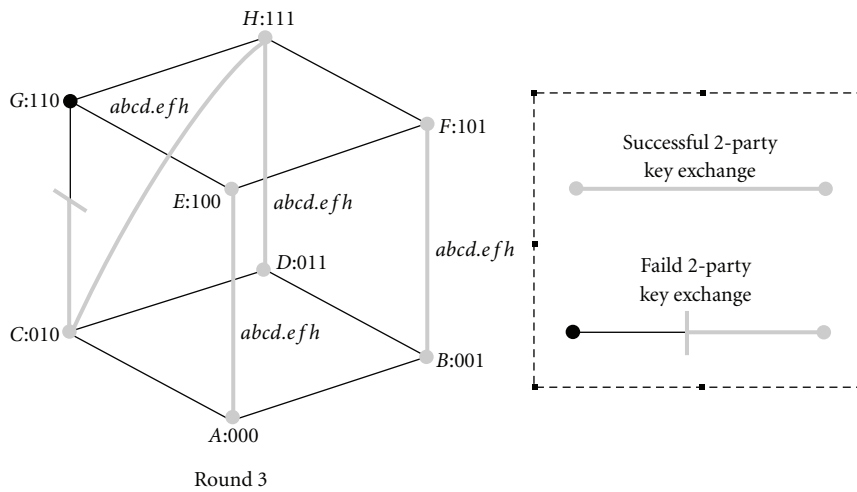 H:111
G:110
abcd.efh
F:101
E:100
abcd.efh
abcd.efh
D:011
C:010
abcd.efh
B:001
A:000
Round 3
Successful 2-party
key exchange
Faild 2-party
key exchange